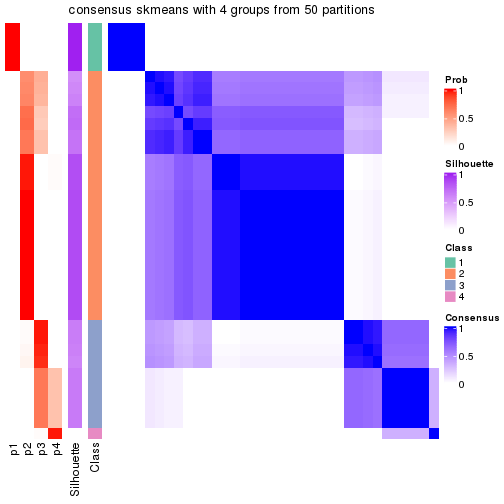 consensus skmeans with 4 groups from 50 partitions
Prob
1
0.5
0
Silhouette
1
0.5
0
Class
1
2
3
4
Consensus
1
0.5
0
p1
p2
p3
p4
Silhouette
Class